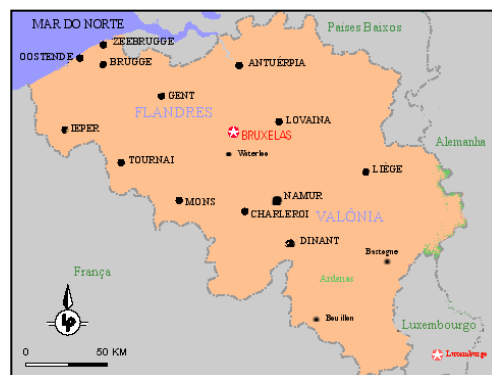 MAR DO NORTE
Países Baixos
ZEEBRUGGE
OOSTENDE
BRUGGE
ANTUÉRPIA
GENT
FLANDRES
LOVAINA
IEPER
BRUXELAS
Alemanha
Waterloo
TOURNAI
LIÈGE
MONS
NAMUR
CHARLEROI
VALÓNIA
DINANT
Bastogne
França
Ardenas
Bouillon
Luxembourgo
Luxemburgo
0 50 KM